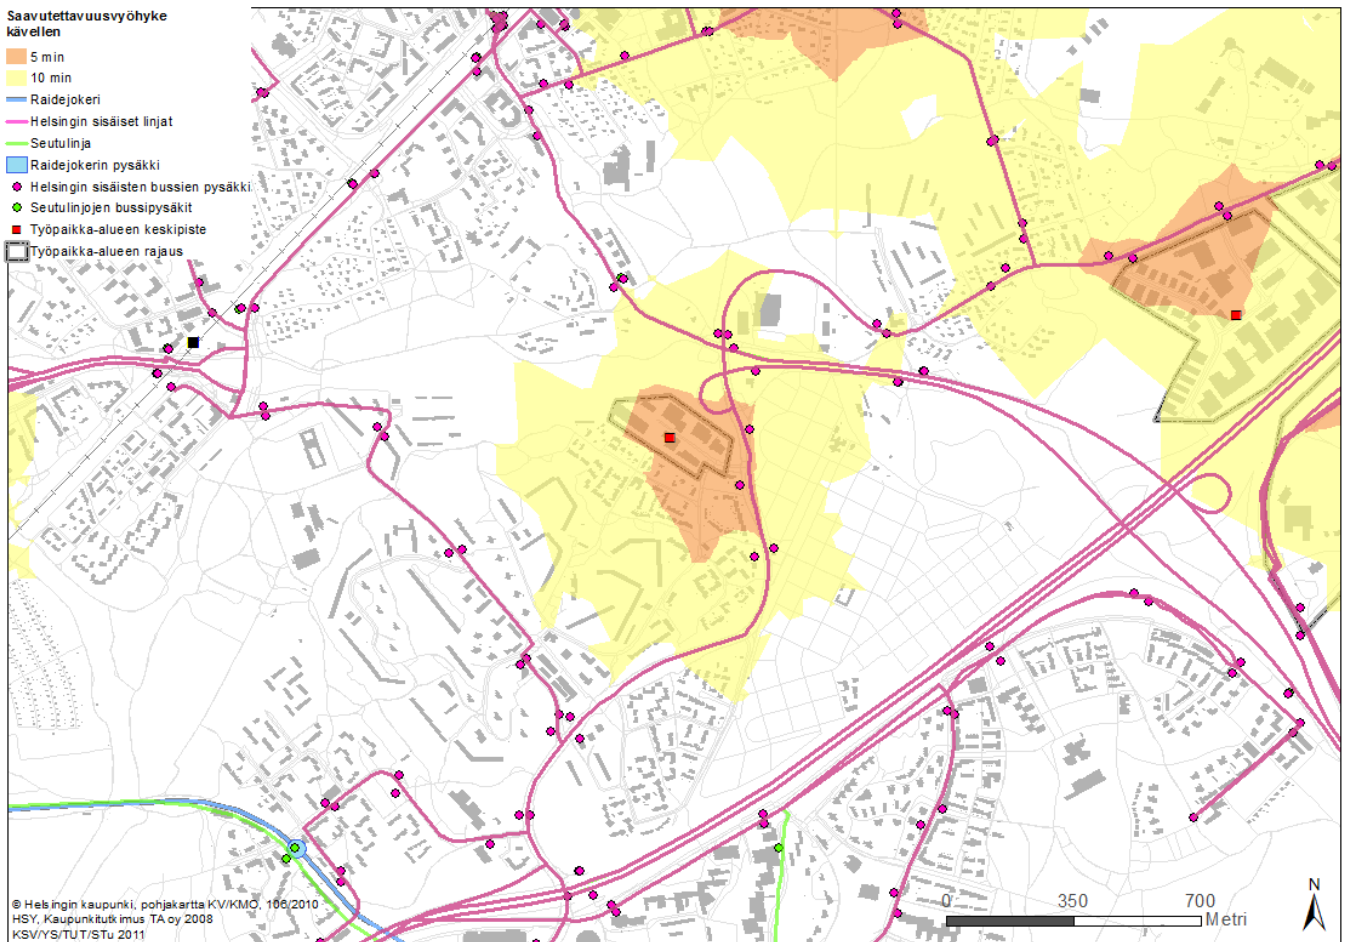 Saavutettavuusvyöhyke
kävellen
5 min
10 min
Raidejokeri
Helsingin sisäiset linjat
Seutulinja
Raidejokerin pysäkki
Helsingin sisäisten bussien pysäkki
Seutulinjojen bussipysäkit
Työpaikka-alueen keskipiste
Työpaikka-alueen rajaus
© Helsingin kaupunki, pohjakartta KV/KMO, 106/2010
HSY, Kaupunkitutkimus TA oy 2008
KSV/YS/TUT/STu 2011
0 350 700
Metri
N